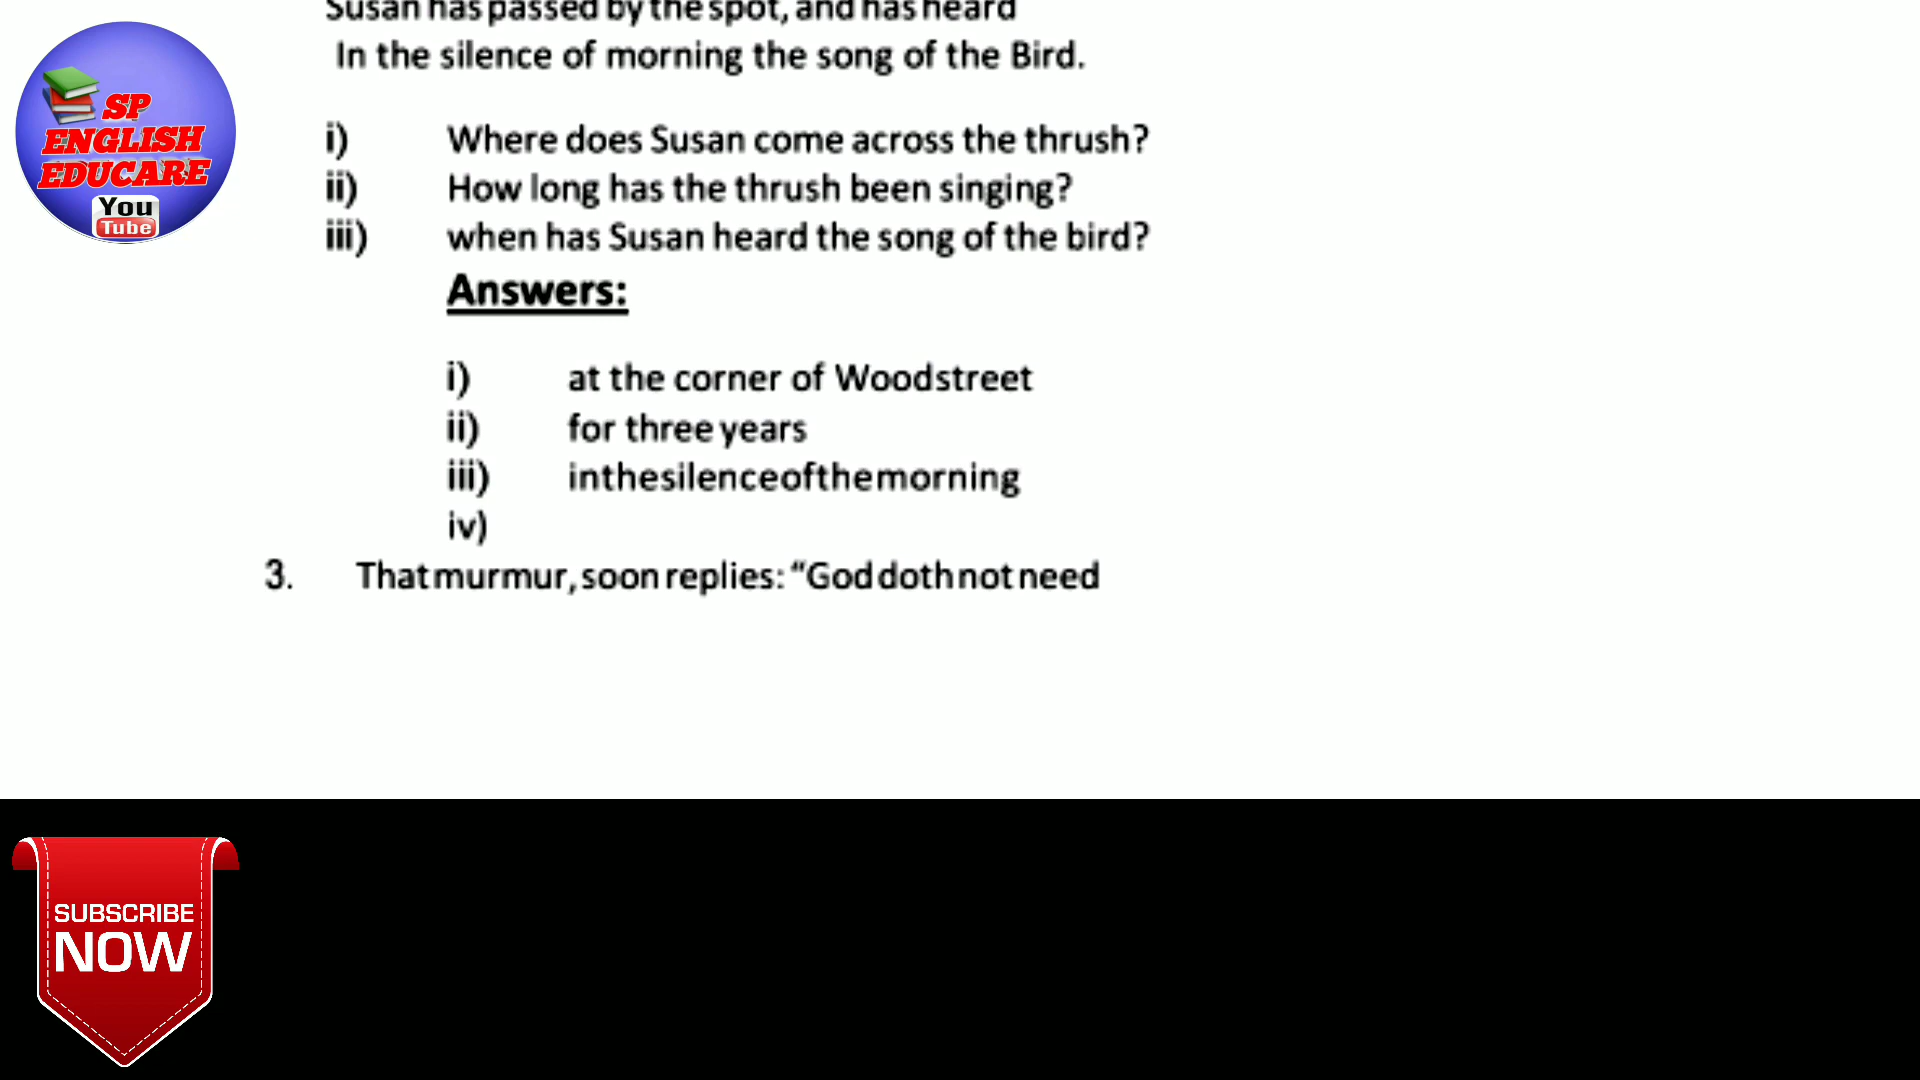 Susan has passed by the spot, and has heard
In the silence of morning the song of the Bird.
SP
ENGLISH
EDUCARE
You
Tube
i) Where does Susan come across the thrush?
ii) How long has the thrush been singing?
iii) when has Susan heard the song of the bird?
Answers:
i) at the corner of Woodstreet
ii) for three years
iii) inthesilenceofthemorning
iv)
3. That murmur, soon replies: “God doth not need
SUBSCRIBE
NOW